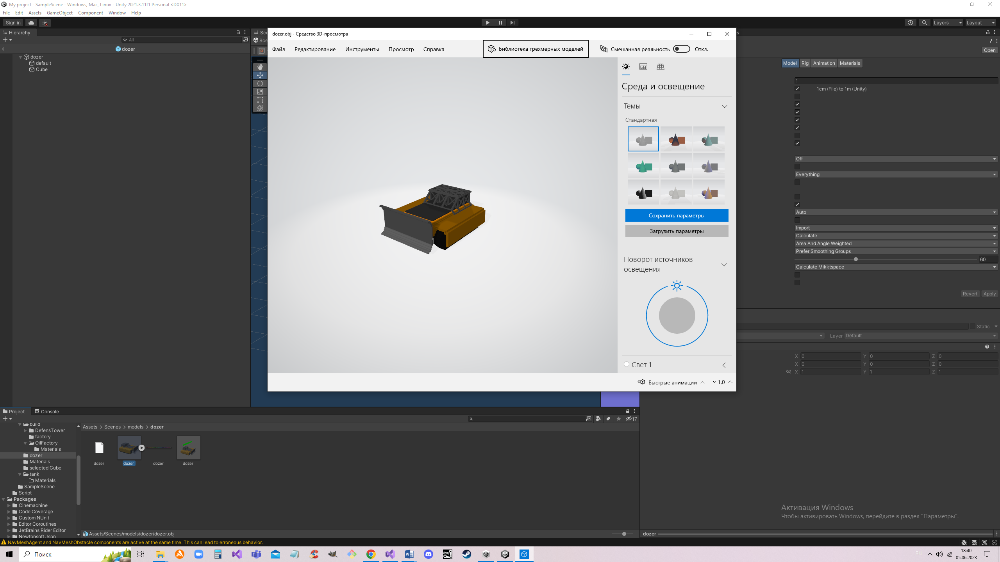 My project - SampleScene - Windows, Mac, Linux - Unity 2021.3.11f1 Personal <DX11>
File Edit Assets GameObject Component Window Help
Sign in
Layers Layout
Hierarchy
All
dozer
dozer
default
Cube
dozer.obj - Средство 3D-просмотра
Файл Редактирование Инструменты Просмотр Справка
Библиотека трехмерных моделей
Смешанная реальность Откл.
Среда и освещение
Темы
Стандартная
Сохранить параметры
Загрузить параметры
Поворот источников
освещения
Свет 1
Быстрые анимации × 1,0
Open
Model Rig Animation Materials
1
1cm (File) to 1m (Unity)
Off
Everything
Auto
Import
Calculate
Area And Angle Weighted
Prefer Smoothing Groups
60
Calculate Mikktspace
Revert Apply
Static
Layer Default
X 0 Y 0 Z 0
X 0 Y 0 Z 0
X 1 Y 1 Z 1
Project Console
17
build
DefensTower
factory
OilFactory
Materials
dozer
Materials
selected Cube
tank
Materials
SampleScene
Script
Packages
Cinemachine
Code Coverage
Custom NUnit
Editor Coroutines
JetBrains Rider Editor
Newtonsoft Json
Assets > Scenes > models > dozer
dozer dozer dozer dozer
Assets/Scenes/models/dozer/dozer.obj
Активация Windows
Чтобы активировать Windows, перейдите в раздел "Параметры".
dozer
NavMeshAgent and NavMeshObstacle components are active at the same time. This can lead to erroneous behavior.
Поиск
18:40
05.06.2023